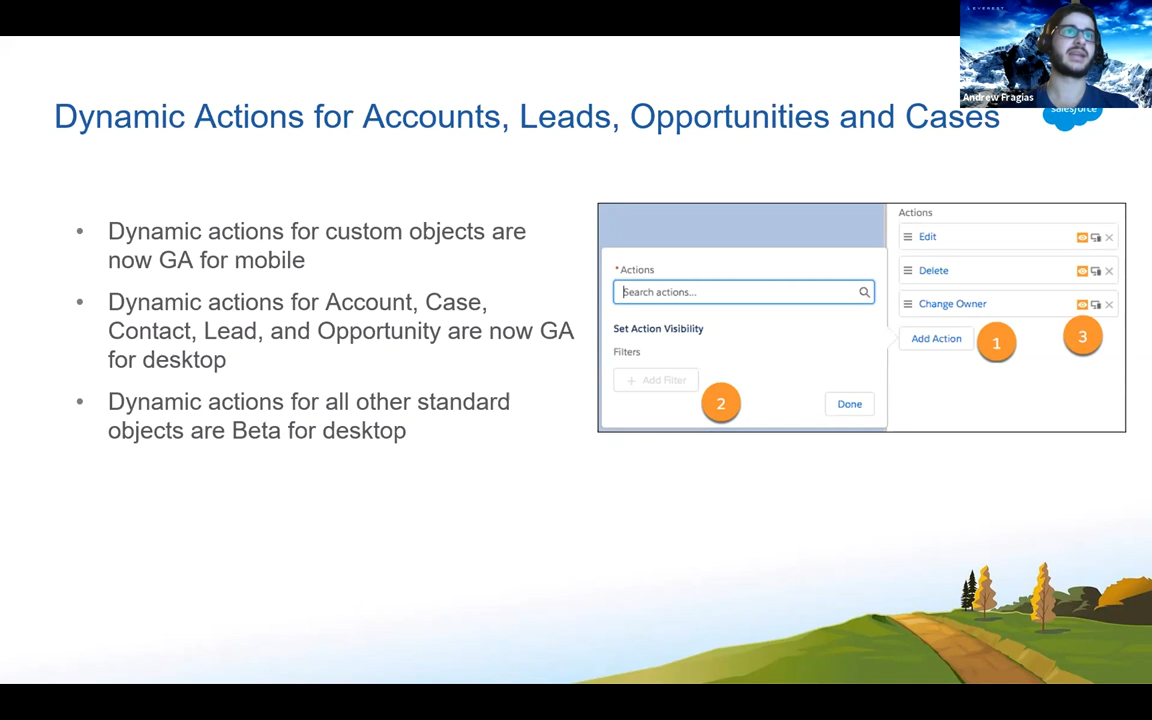 LEVEREST
Andrew Fragias
salesforce
Dynamic Actions for Accounts, Leads, Opportunities and Cases
• Dynamic actions for custom objects are
now GA for mobile
• Dynamic actions for Account, Case,
Contact, Lead, and Opportunity are now GA
for desktop
• Dynamic actions for all other standard
objects are Beta for desktop
*Actions
Search actions...
Set Action Visibility
Filters
+ Add Filter
2
Done
Actions
Edit
Delete
Change Owner
Add Action
1
3